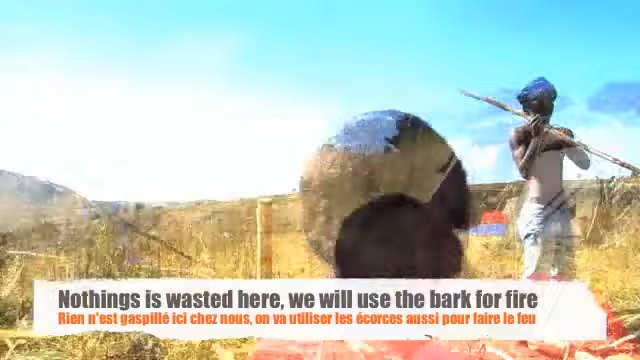 Nothings is wasted here, we will use the bark for fire
Rien n'est gaspillé ici chez nous, on va utiliser les écorces aussi pour faire le feu